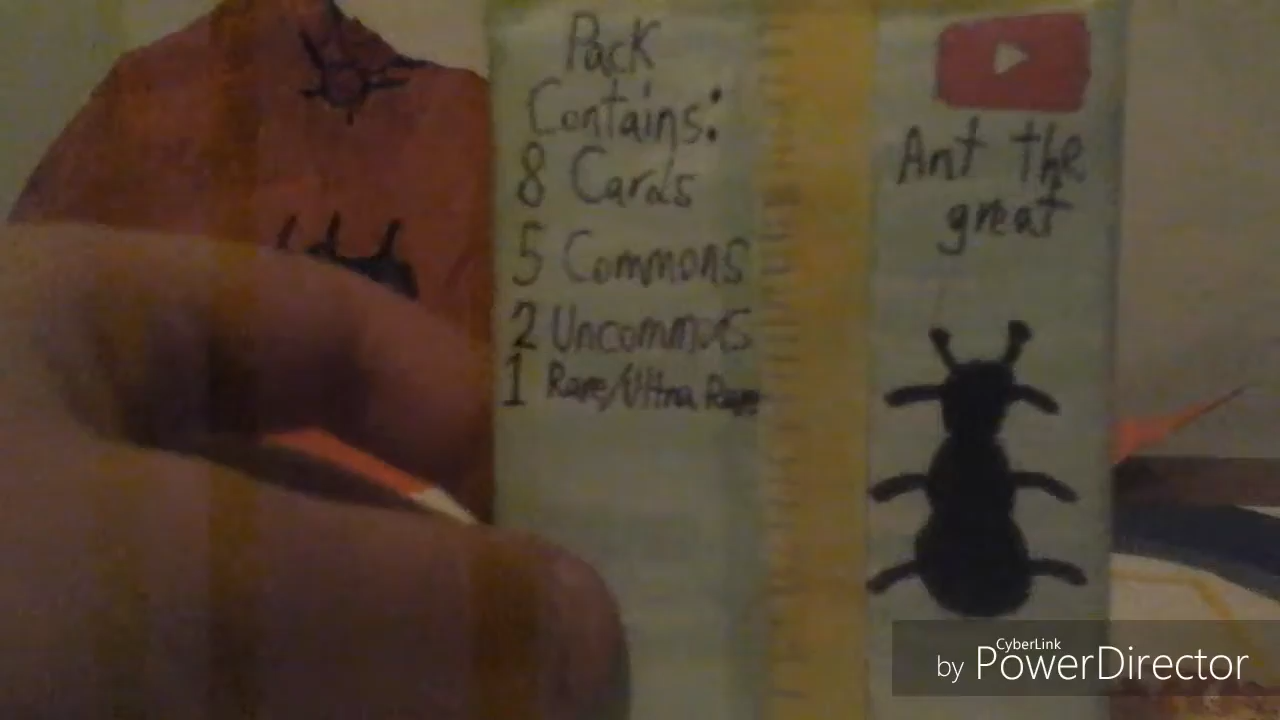 Pack
Contains:
8 Cards
5 Commons
2 Uncommons
1 Rare/Ultra Rare
Ant the
great
CyberLink
by PowerDirector